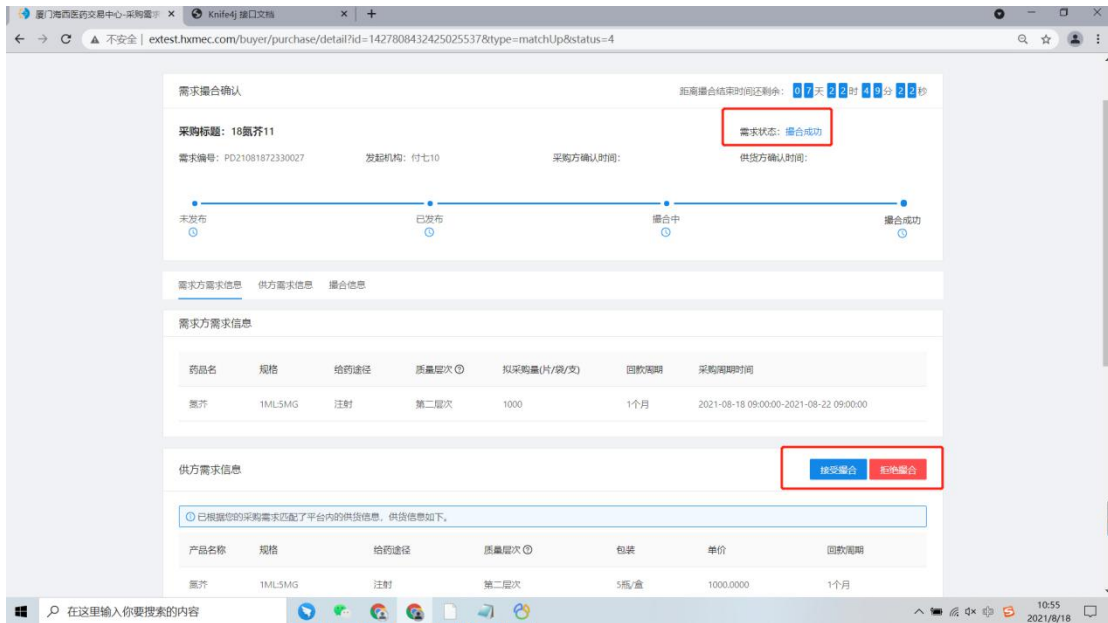 厦门海西医药交易中心-采购需求
Knife4j 接口文档
不安全 | extest.hxmec.com/buyer/purchase/detail?id=1427808432425025537&type=matchUp&status=4
需求撮合确认
距离撮合结束时间还剩余： 07天22时49分22秒
采购标题：18氮芥11
需求状态：撮合成功
需求编号：PD21081872330027 发起机构：付七10 采购方确认时间： 供货方确认时间：
未发布 已发布 撮合中 撮合成功
需求方需求信息 供方需求信息 撮合信息
需求方需求信息
药品名 规格 给药途径 质量层次 拟采购量(片/袋/支) 回款周期 采购周期时间
氮芥 1ML:5MG 注射 第二层次 1000 1个月 2021-08-18 09:00:00-2021-08-22 09:00:00
供方需求信息
接受撮合 拒绝撮合
已根据您的采购需求匹配了平台内的供货信息，供货信息如下。
产品名称 规格 给药途径 质量层次 包装 单价 回款周期
氮芥 1ML:5MG 注射 第二层次 5瓶/盒 1000.0000 1个月
在这里输入你要搜索的内容
10:55
2021/8/18